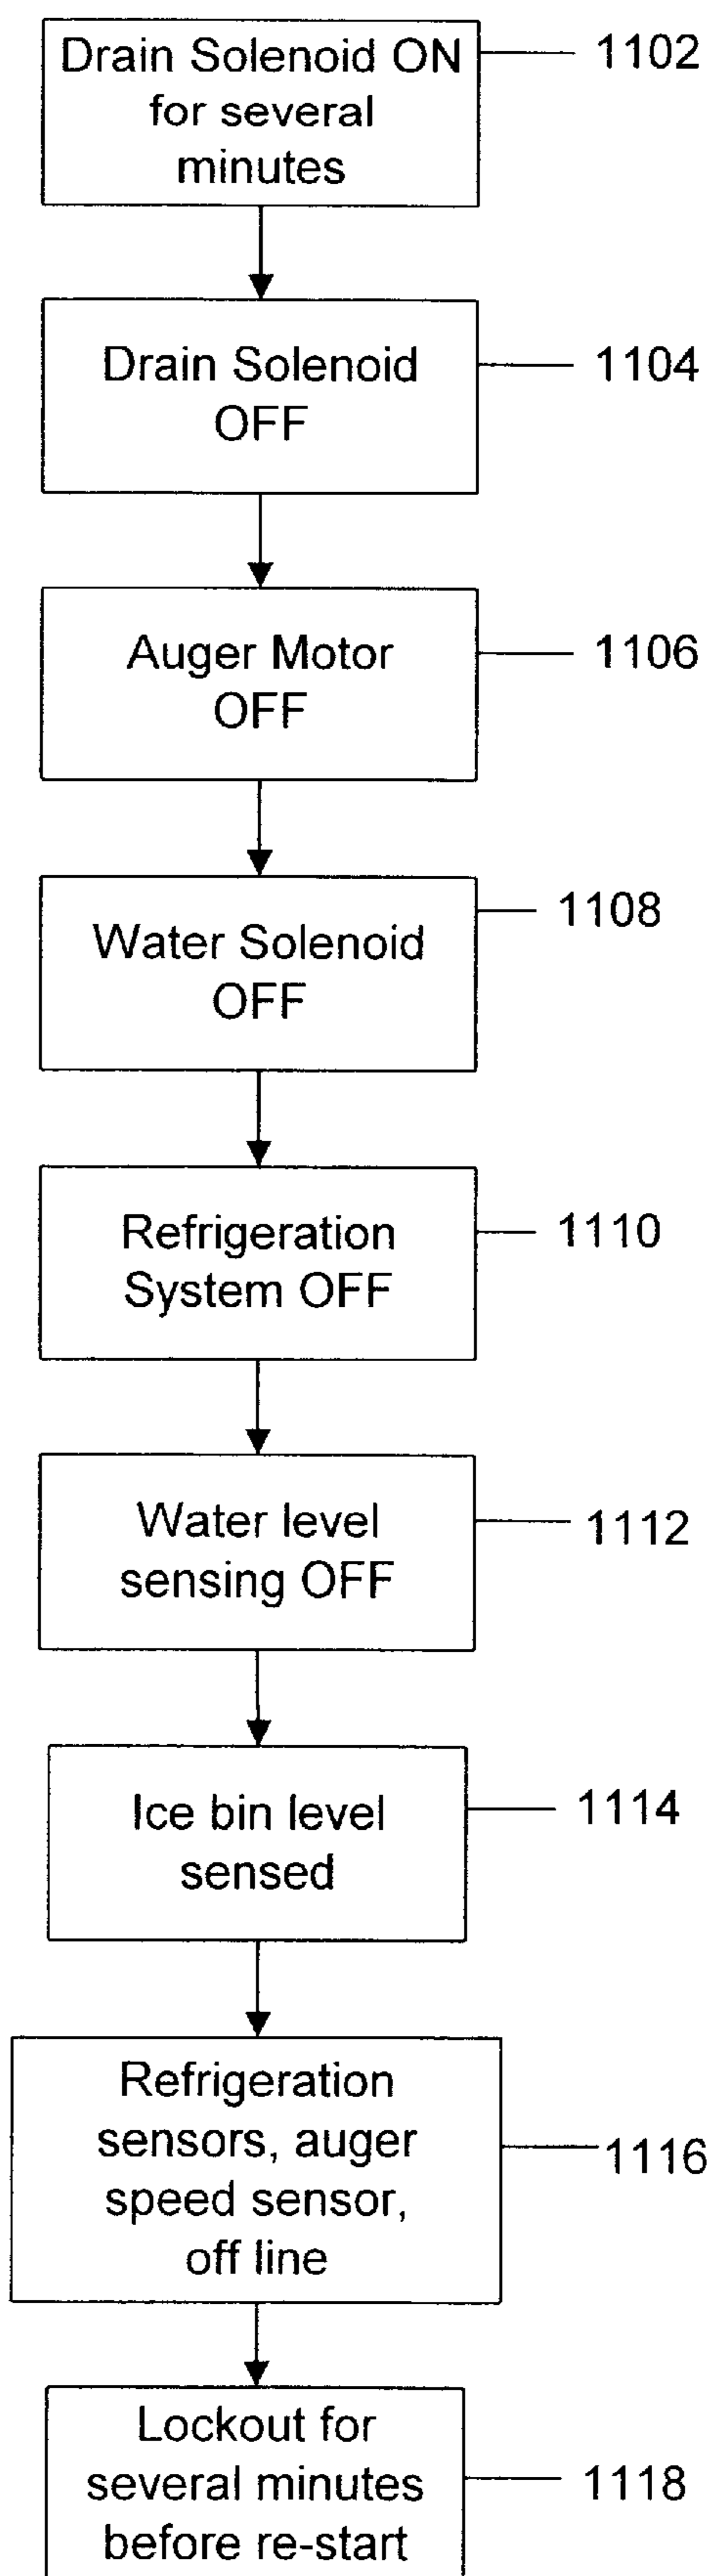 Drain Solenoid ON
for several
minutes
1102
Drain Solenoid
OFF
1104
Auger Motor
OFF
1106
Water Solenoid
OFF
1108
Refrigeration
System OFF
1110
Water level
sensing OFF
1112
Ice bin level
sensed
1114
Refrigeration
sensors, auger
speed sensor,
off line
1116
Lockout for
several minutes
before re-start
1118